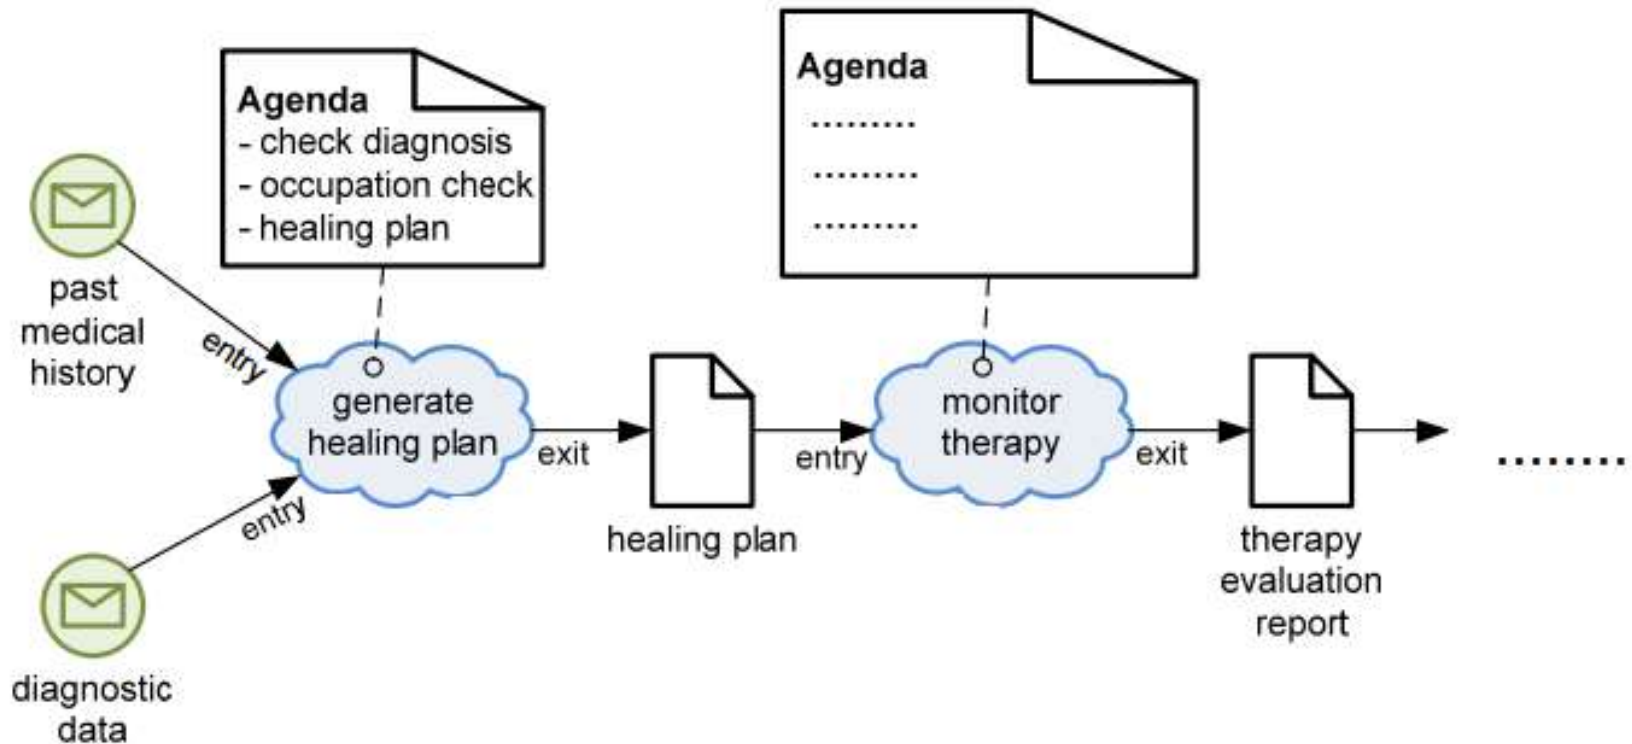 Agenda
- check diagnosis
- occupation check
- healing plan
Agenda
.........
.........
.........
past
medical
history
entry
generate
healing plan
exit
entry
monitor
therapy
exit
........
healing plan
therapy
evaluation
report
entry
diagnostic
data